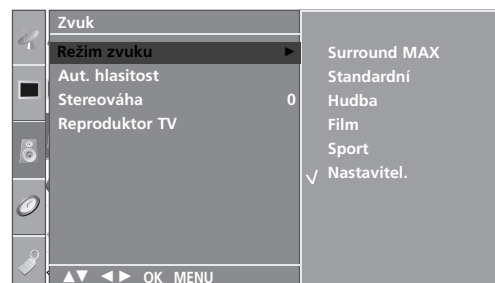 Zvuk
Režim zvuku ►
Aut. hlasitost
Stereováha 0
Reproduktor TV
Surround MAX
Standardní
Hudba
Film
Sport
√ Nastavitel.
▲▼ ◄► OK MENU